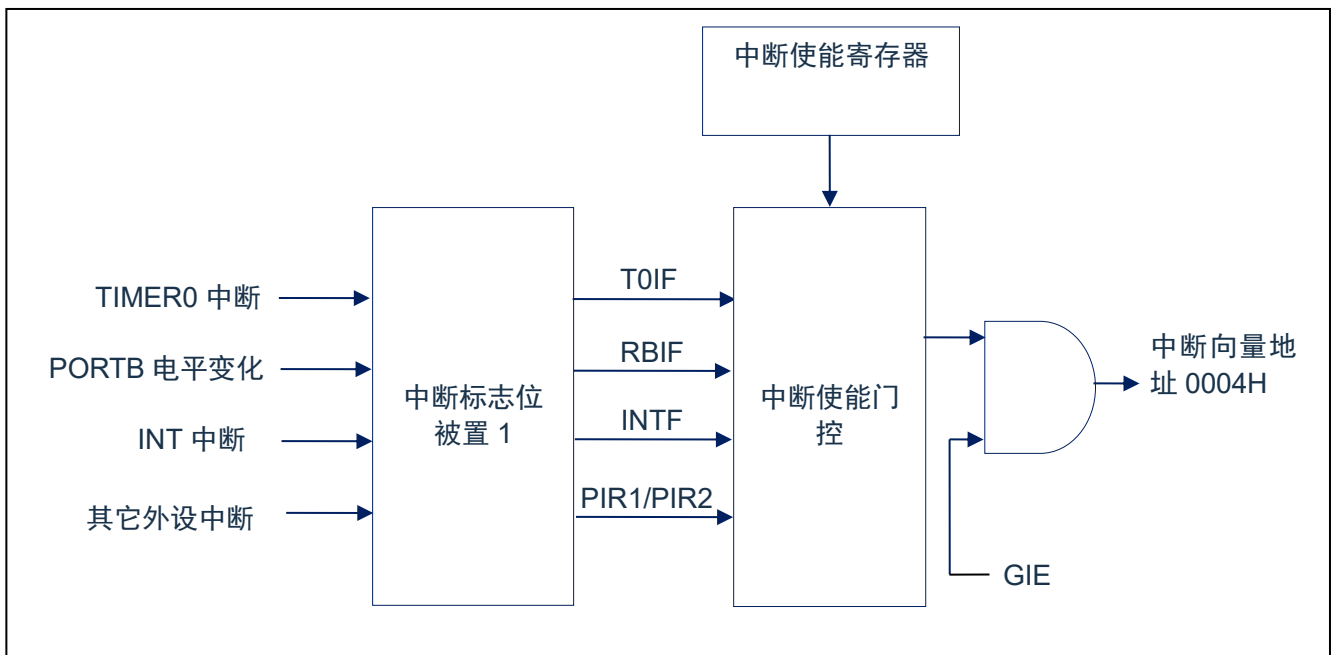 中断使能寄存器
TIMER0 中断
PORTB 电平变化
INT 中断
其它外设中断
中断标志位
被置 1
T0IF
RBIF
INTF
PIR1/PIR2
中断使能门
控
中断向量地
址 0004H
GIE